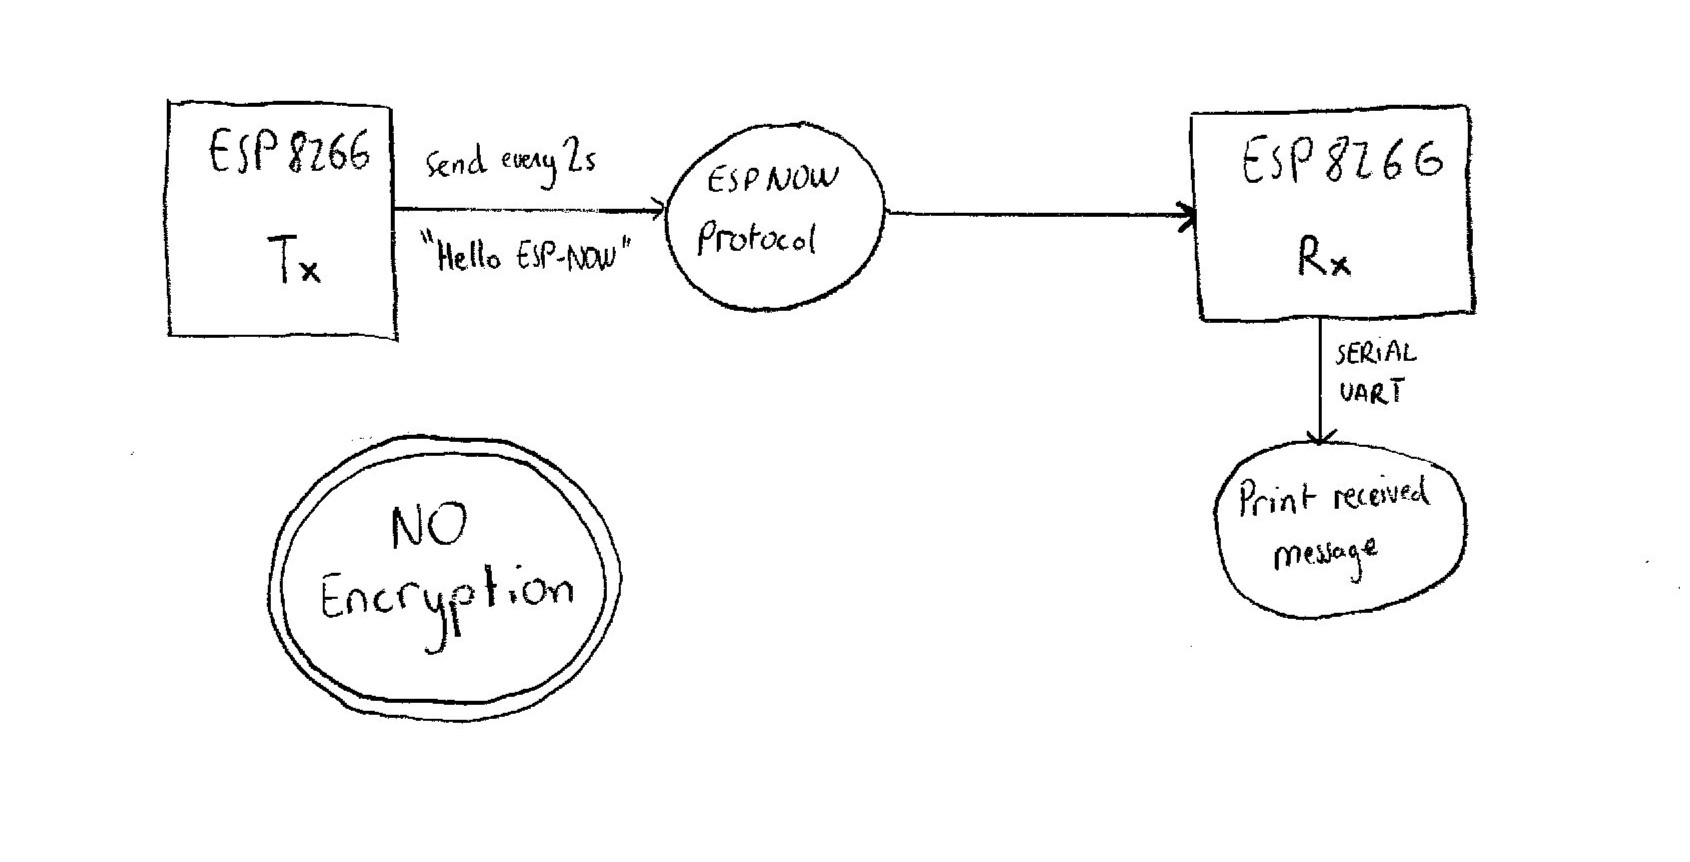 ESP 8266
Tx
Send every 2s
"Hello ESP-NOW"
ESP NOW
Protocol
ESP 8266
Rx
SERIAL
UART
Print received
message
NO
Encryption